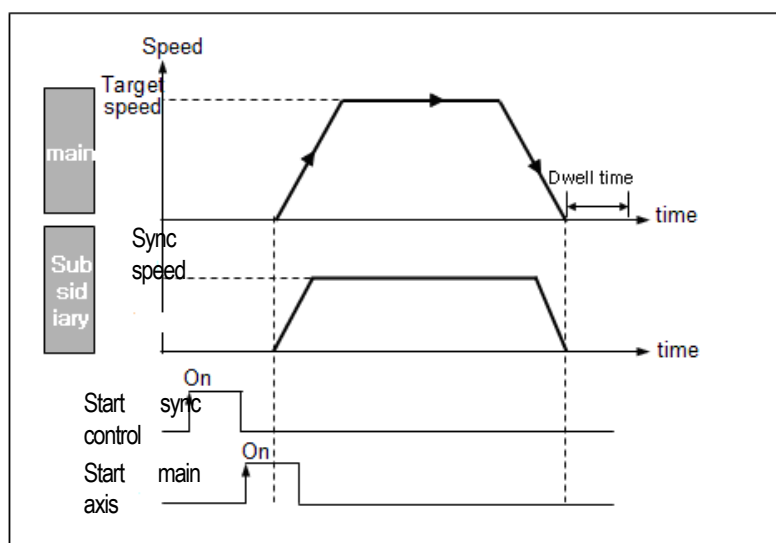 Speed
Target
speed
main
Dwell time
time
Sync
speed
Sub
sid
iary
time
On
Start sync
control
On
Start main
axis